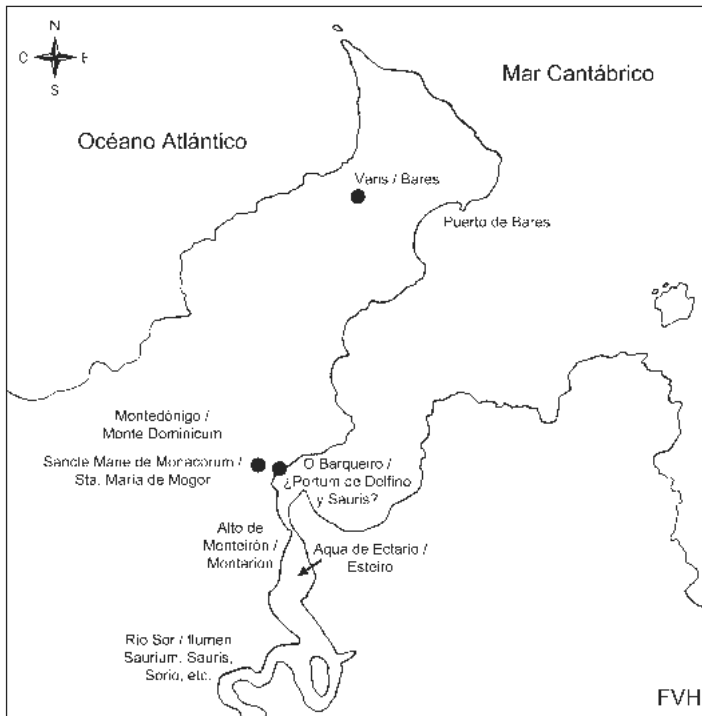 N
O E
S
Mar Cantábrico
Océano Atlántico
Varis / Bares
Puerto de Bares
Montedónigo /
Monte Dominicum
Sancte Marie de Monacorum /
Sta. María de Mogor
O Barqueiro /
¿Portum de Delfino
y Sauris?
Alto de
Monteirón /
Montarion
Aqua de Ectario /
Esteiro
Río Sor / flumen
Saurium, Sauris,
Sorio, etc.
FVH